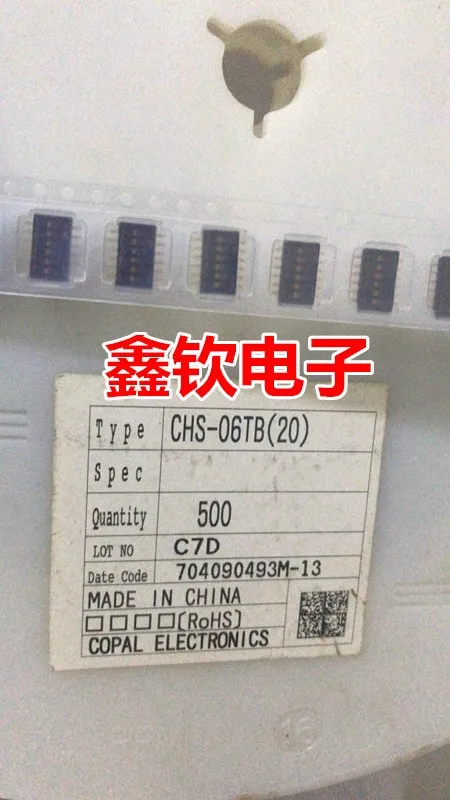 鑫钦电子
Type CHS-06TB(20)
Spec
Quantity 500
LOT NO C7D
Date Code 704090493M-13
MADE IN CHINA
□□□□[RoHS]
COPAL ELECTRONICS